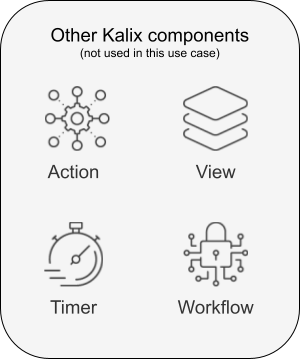 Other Kalix components
(not used in this use case)
Action
View
Timer
Workflow